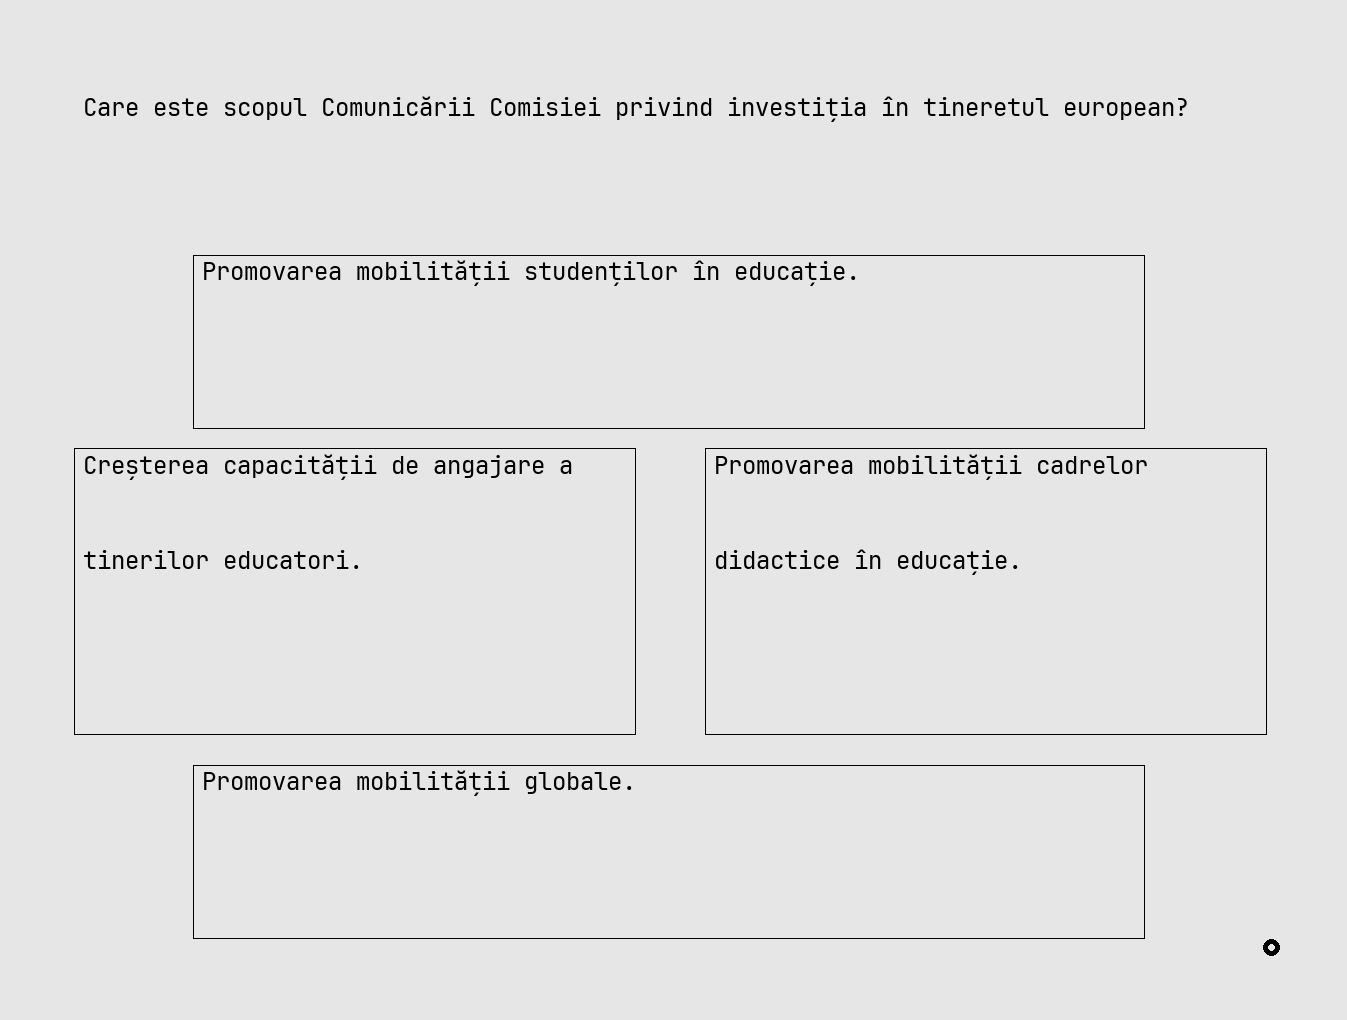 Care este scopul Comunicării Comisiei privind investiția în tineretul european?
Promovarea mobilității studenților în educație.
Creșterea capacității de angajare a
tinerilor educatori.
Promovarea mobilității cadrelor
didactice în educație.
Promovarea mobilității globale.